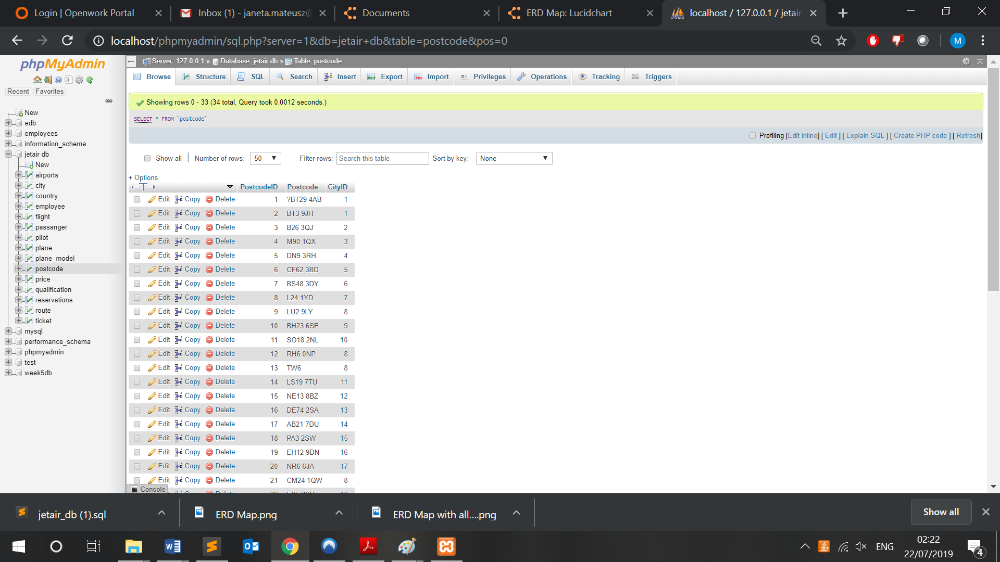 Login | Openwork Portal
Inbox (1) - janeta.mateusz@
Documents
ERD Map: Lucidchart
localhost / 127.0.0.1 / jetair
localhost/phpmyadmin/sql.php?server=1&db=jetair+db&table=postcode&pos=0
M
phpMyAdmin
Recent Favorites
New
edb
employees
information_schema
jetair db
New
airports
city
country
employee
flight
passanger
pilot
plane
plane_model
postcode
price
qualification
reservations
route
ticket
mysql
performance_schema
phpmyadmin
test
week5db
Server: 127.0.0.1 » Database: jetair db » Table: postcode
Browse Structure SQL Search Insert Export Import Privileges Operations Tracking Triggers
Showing rows 0 - 33 (34 total, Query took 0.0012 seconds.)
SELECT * FROM `postcode`
Profiling [Edit inline] [ Edit ] [ Explain SQL ] [ Create PHP code ] [ Refresh]
Show all | Number of rows: 50 Filter rows: Search this table Sort by key: None
+ Options
←T→ PostcodeID Postcode CityID
Edit Copy Delete 1 ?BT29 4AB 1
Edit Copy Delete 2 BT3 9JH 1
Edit Copy Delete 3 B26 3QJ 2
Edit Copy Delete 4 M90 1QX 3
Edit Copy Delete 5 DN9 3RH 4
Edit Copy Delete 6 CF62 3BD 5
Edit Copy Delete 7 BS48 3DY 6
Edit Copy Delete 8 L24 1YD 7
Edit Copy Delete 9 LU2 9LY 8
Edit Copy Delete 10 BH23 6SE 9
Edit Copy Delete 11 SO18 2NL 10
Edit Copy Delete 12 RH6 0NP 8
Edit Copy Delete 13 TW6 8
Edit Copy Delete 14 LS19 7TU 11
Edit Copy Delete 15 NE13 8BZ 12
Edit Copy Delete 16 DE74 2SA 13
Edit Copy Delete 17 AB21 7DU 14
Edit Copy Delete 18 PA3 2SW 15
Edit Copy Delete 19 EH12 9DN 16
Edit Copy Delete 20 NR6 6JA 17
Edit Copy Delete 21 CM24 1QW 8
Console
jetair_db (1).sql
ERD Map.png
ERD Map with all....png
Show all
ENG
02:22
22/07/2019
4